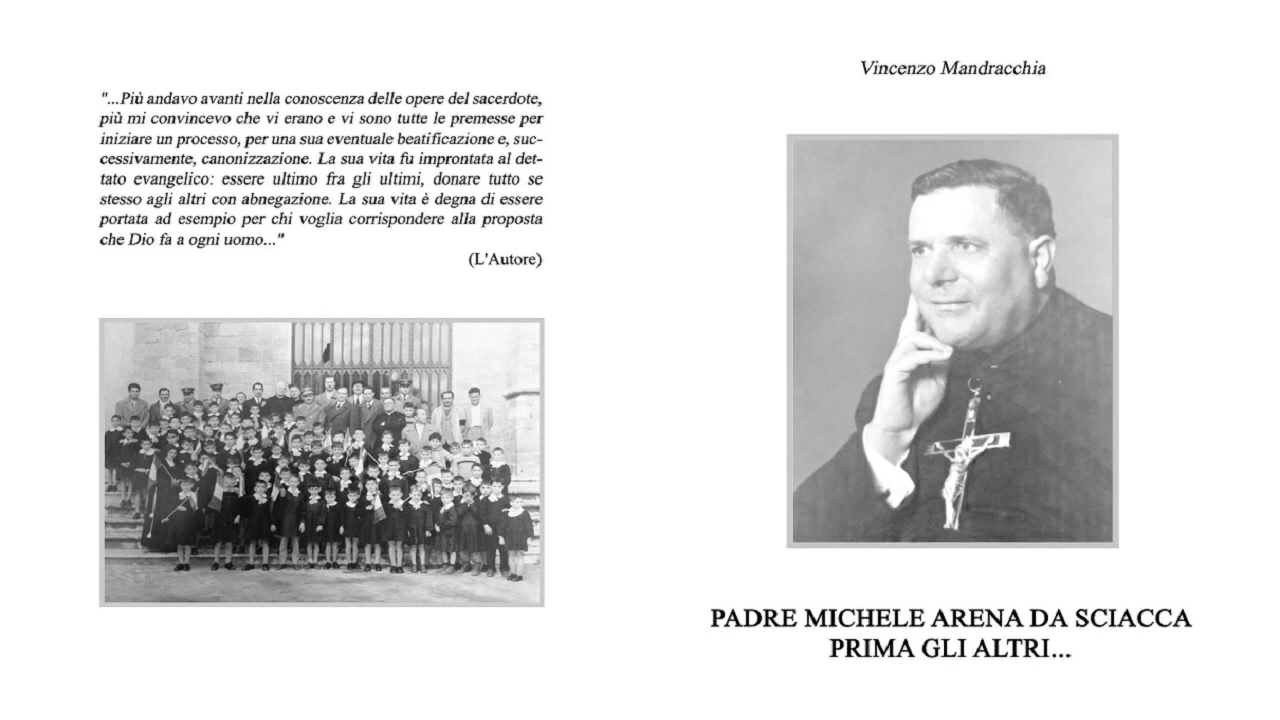 "...Più andavo avanti nella conoscenza delle opere del sacerdote,
più mi convincevo che vi erano e vi sono tutte le premesse per
iniziare un processo, per una sua eventuale beatificazione e, suc-
cessivamente, canonizzazione. La sua vita fu improntata al det-
tato evangelico: essere ultimo fra gli ultimi, donare tutto se
stesso agli altri con abnegazione. La sua vita è degna di essere
portata ad esempio per chi voglia corrispondere alla proposta
che Dio fa a ogni uomo..."
(L'Autore)
Vincenzo Mandracchia
PADRE MICHELE ARENA DA SCIACCA
PRIMA GLI ALTRI...